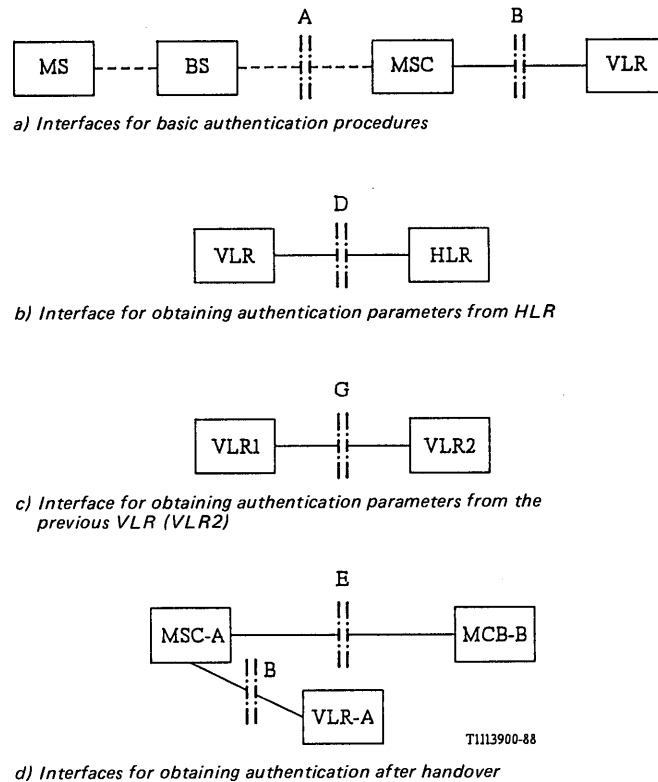 A B
MS BS MSC VLR
a) Interfaces for basic authentication procedures
D
VLR HLR
b) Interface for obtaining authentication parameters from HLR
G
VLR1 VLR2
c) Interface for obtaining authentication parameters from the
previous VLR (VLR2)
E
MSC-A MCB-B
B
VLR-A
T1113900-88
d) Interfaces for obtaining authentication after handover